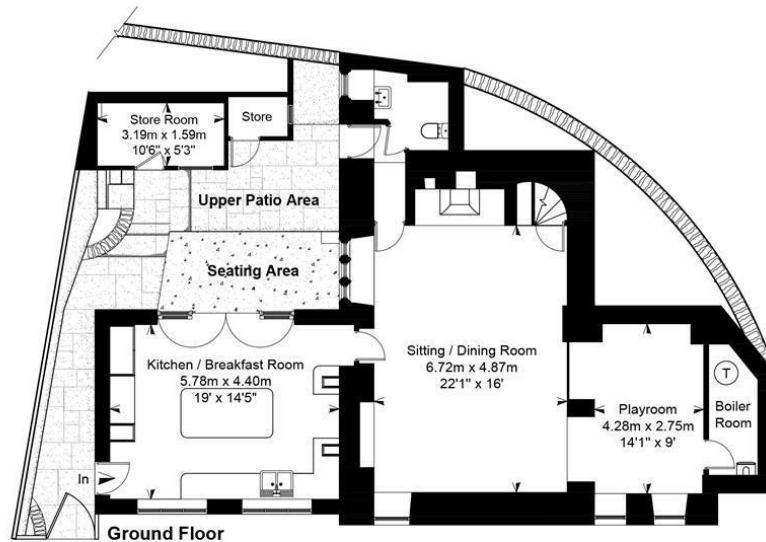 Store Room
3.19m x 1.59m
10'6" x 5'3"
Store
Upper Patio Area
Seating Area
Kitchen / Breakfast Room
5.78m x 4.40m
19' x 14'5"
Sitting / Dining Room
6.72m x 4.87m
22'1" x 16'
Playroom
4.28m x 2.75m
14'1" x 9'
T
Boiler
Room
In
Ground Floor